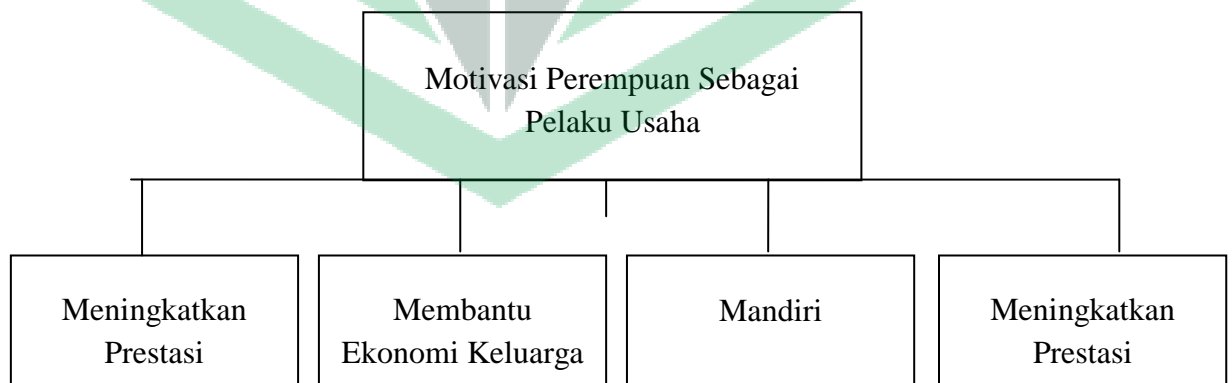 Motivasi Perempuan Sebagai
Pelaku Usaha
Meningkatkan
Prestasi
Membantu
Ekonomi Keluarga
Mandiri
Meningkatkan
Prestasi